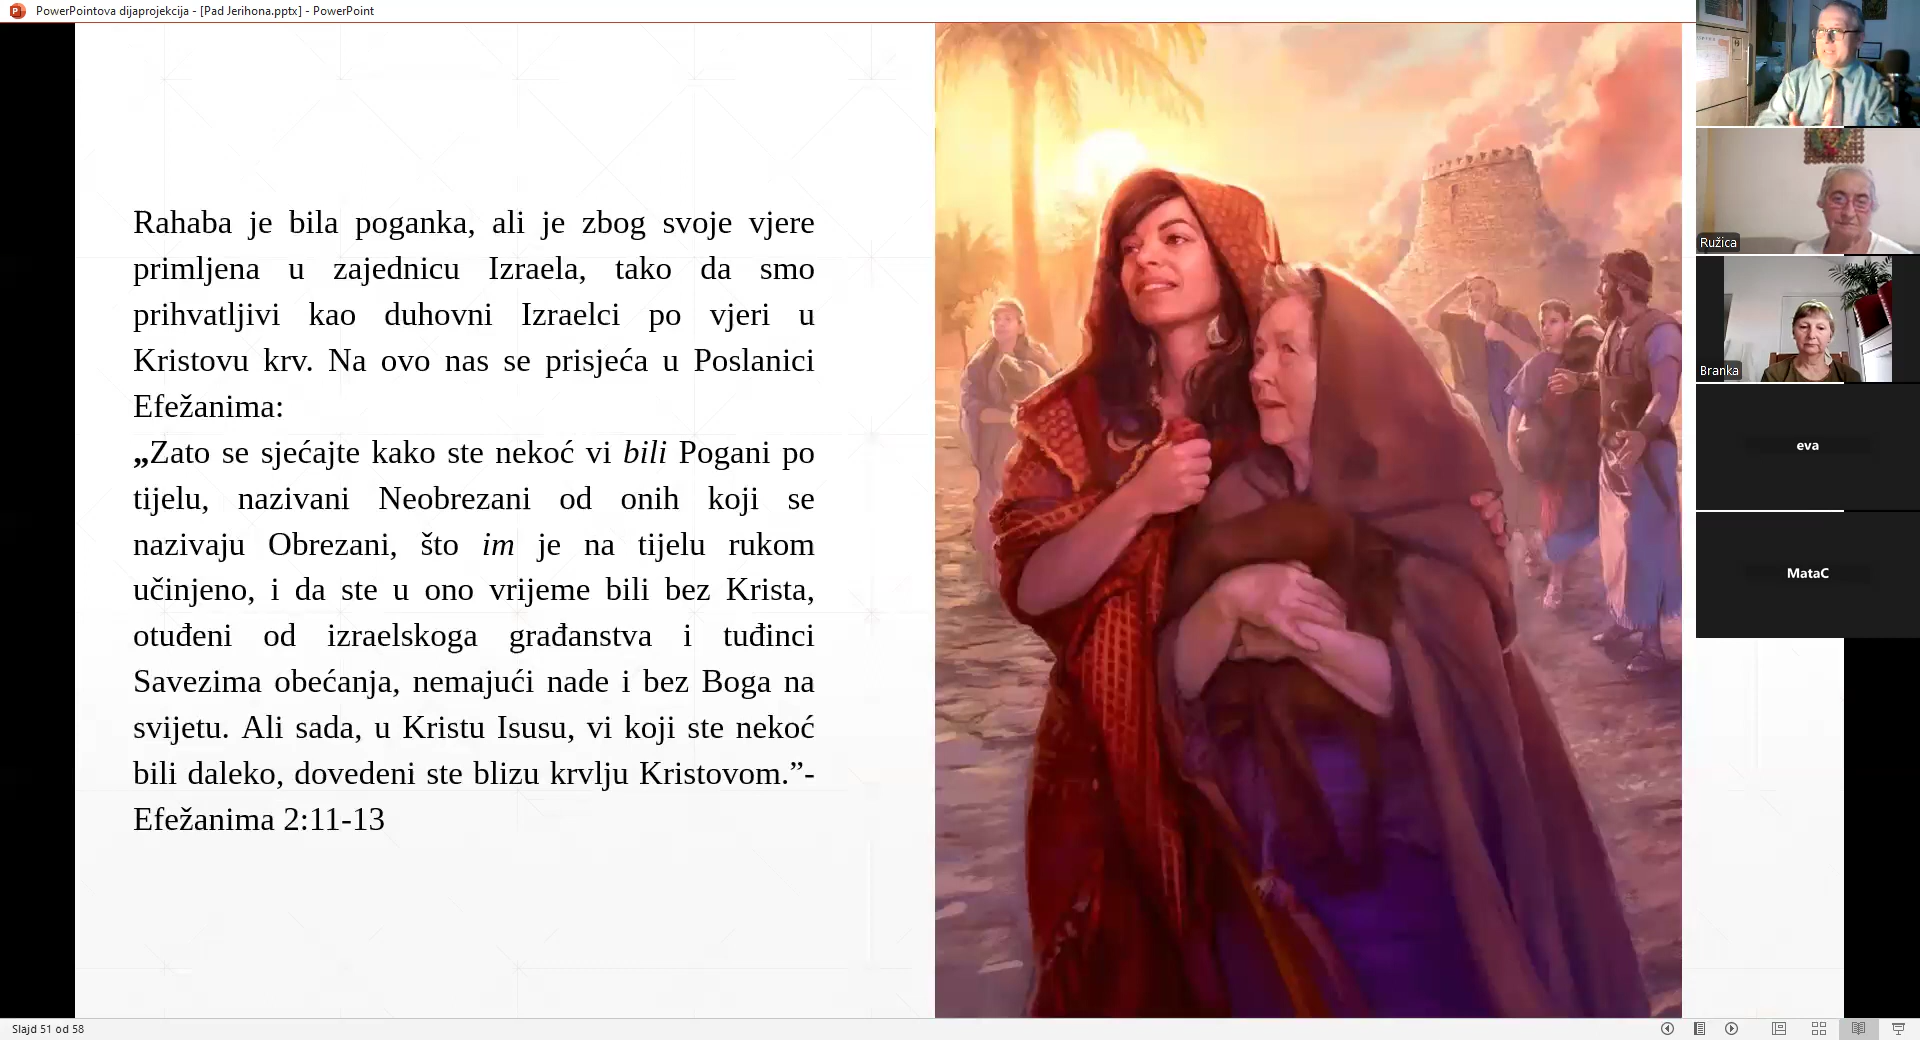 PowerPointova dijaprojekcija - [Pad Jerihona.pptx] - PowerPoint
Rahaba je bila poganka, ali je zbog svoje vjere
primljena u zajednicu Izraela, tako da smo
prihvatljivi kao duhovni Izraelci po vjeri u
Kristovu krv. Na ovo nas se prisjeća u Poslanici
Efežanima:
„Zato se sjećajte kako ste nekoć vi bili Pogani po
tijelu, nazivani Neobrezani od onih koji se
nazivaju Obrezani, što im je na tijelu rukom
učinjeno, i da ste u ono vrijeme bili bez Krista,
otuđeni od izraelskoga građanstva i tuđinci
Savezima obećanja, nemajući nade i bez Boga na
svijetu. Ali sada, u Kristu Isusu, vi koji ste nekoć
bili daleko, dovedeni ste blizu krvlju Kristovom.”-
Efežanima 2:11-13
Ružica
Branka
eva
MataC
Slajd 51 od 58